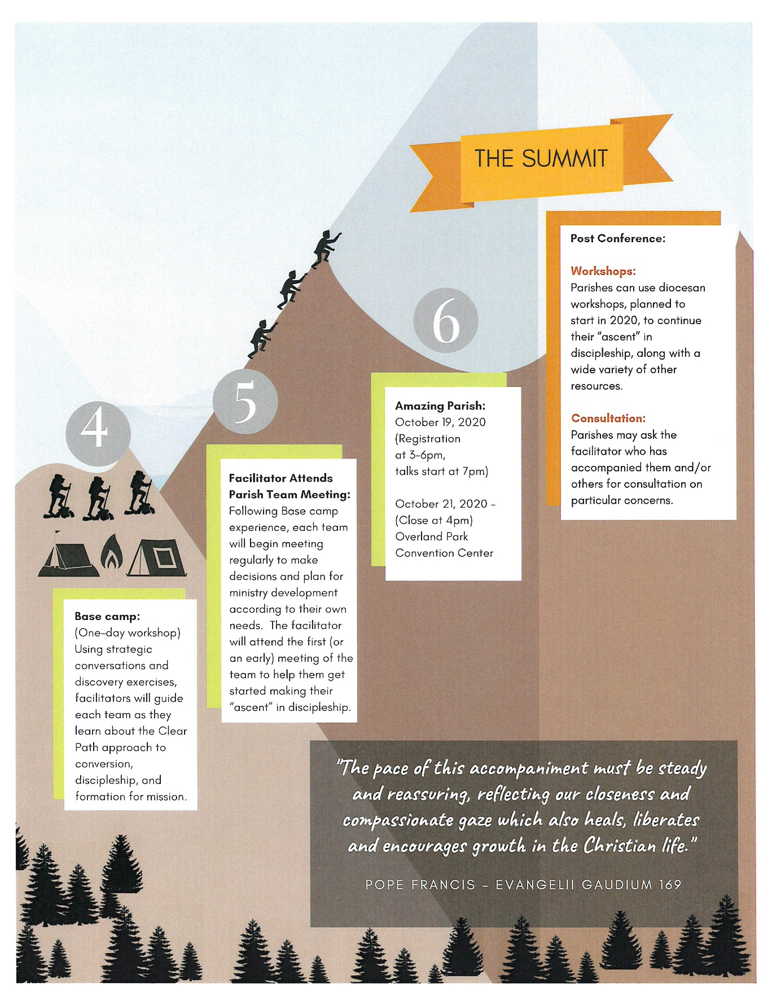 THE SUMMIT
4
Base camp:
(One-day workshop)
Using strategic
conversations and
discovery exercises,
facilitators will guide
each team as they
learn about the Clear
Path approach to
conversion,
discipleship, and
formation for mission.
5
Facilitator Attends
Parish Team Meeting:
Following Base camp
experience, each team
will begin meeting
regularly to make
decisions and plan for
ministry development
according to their own
needs. The facilitator
will attend the first (or
an early) meeting of the
team to help them get
started making their
“ascent” in discipleship.
6
Amazing Parish:
October 19, 2020
(Registration
at 3-6pm,
talks start at 7pm)
October 21, 2020 -
(Close at 4pm)
Overland Park
Convention Center
Post Conference:
Workshops:
Parishes can use diocesan
workshops, planned to
start in 2020, to continue
their “ascent” in
discipleship, along with a
wide variety of other
resources.
Consultation:
Parishes may ask the
facilitator who has
accompanied them and/or
others for consultation on
particular concerns.
"The pace of this accompaniment must be steady
and reassuring, reflecting our closeness and
compassionate gaze which also heals, liberates
and encourages growth in the Christian life."
POPE FRANCIS - EVANGELII GAUDIUM 169